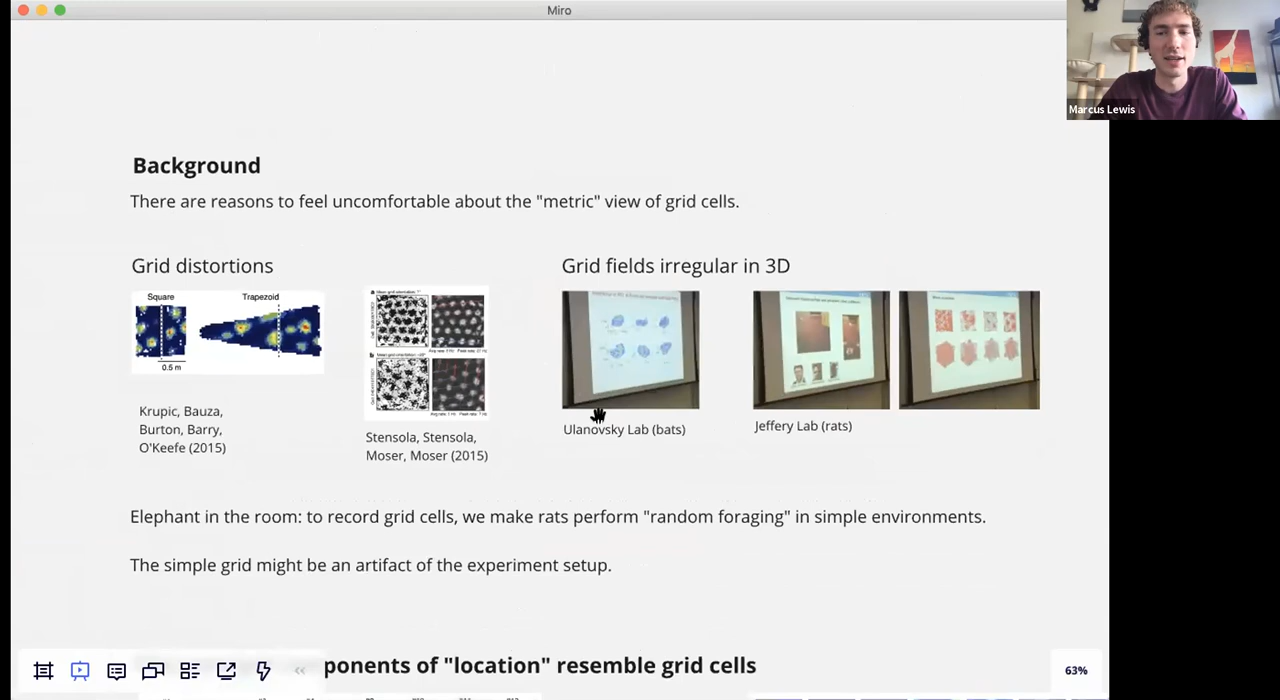 Miro
Marcus Lewis
Background
There are reasons to feel uncomfortable about the "metric" view of grid cells.
Grid distortions
Grid fields irregular in 3D
Square
Trapezoid
0.5 m
Krupic, Bauza,
Burton, Barry,
O'Keefe (2015)
Stensola, Stensola,
Moser, Moser (2015)
Ulanovsky Lab (bats)
Jeffery Lab (rats)
Elephant in the room: to record grid cells, we make rats perform "random foraging" in simple environments.
The simple grid might be an artifact of the experiment setup.
ponents of "location" resemble grid cells
63%